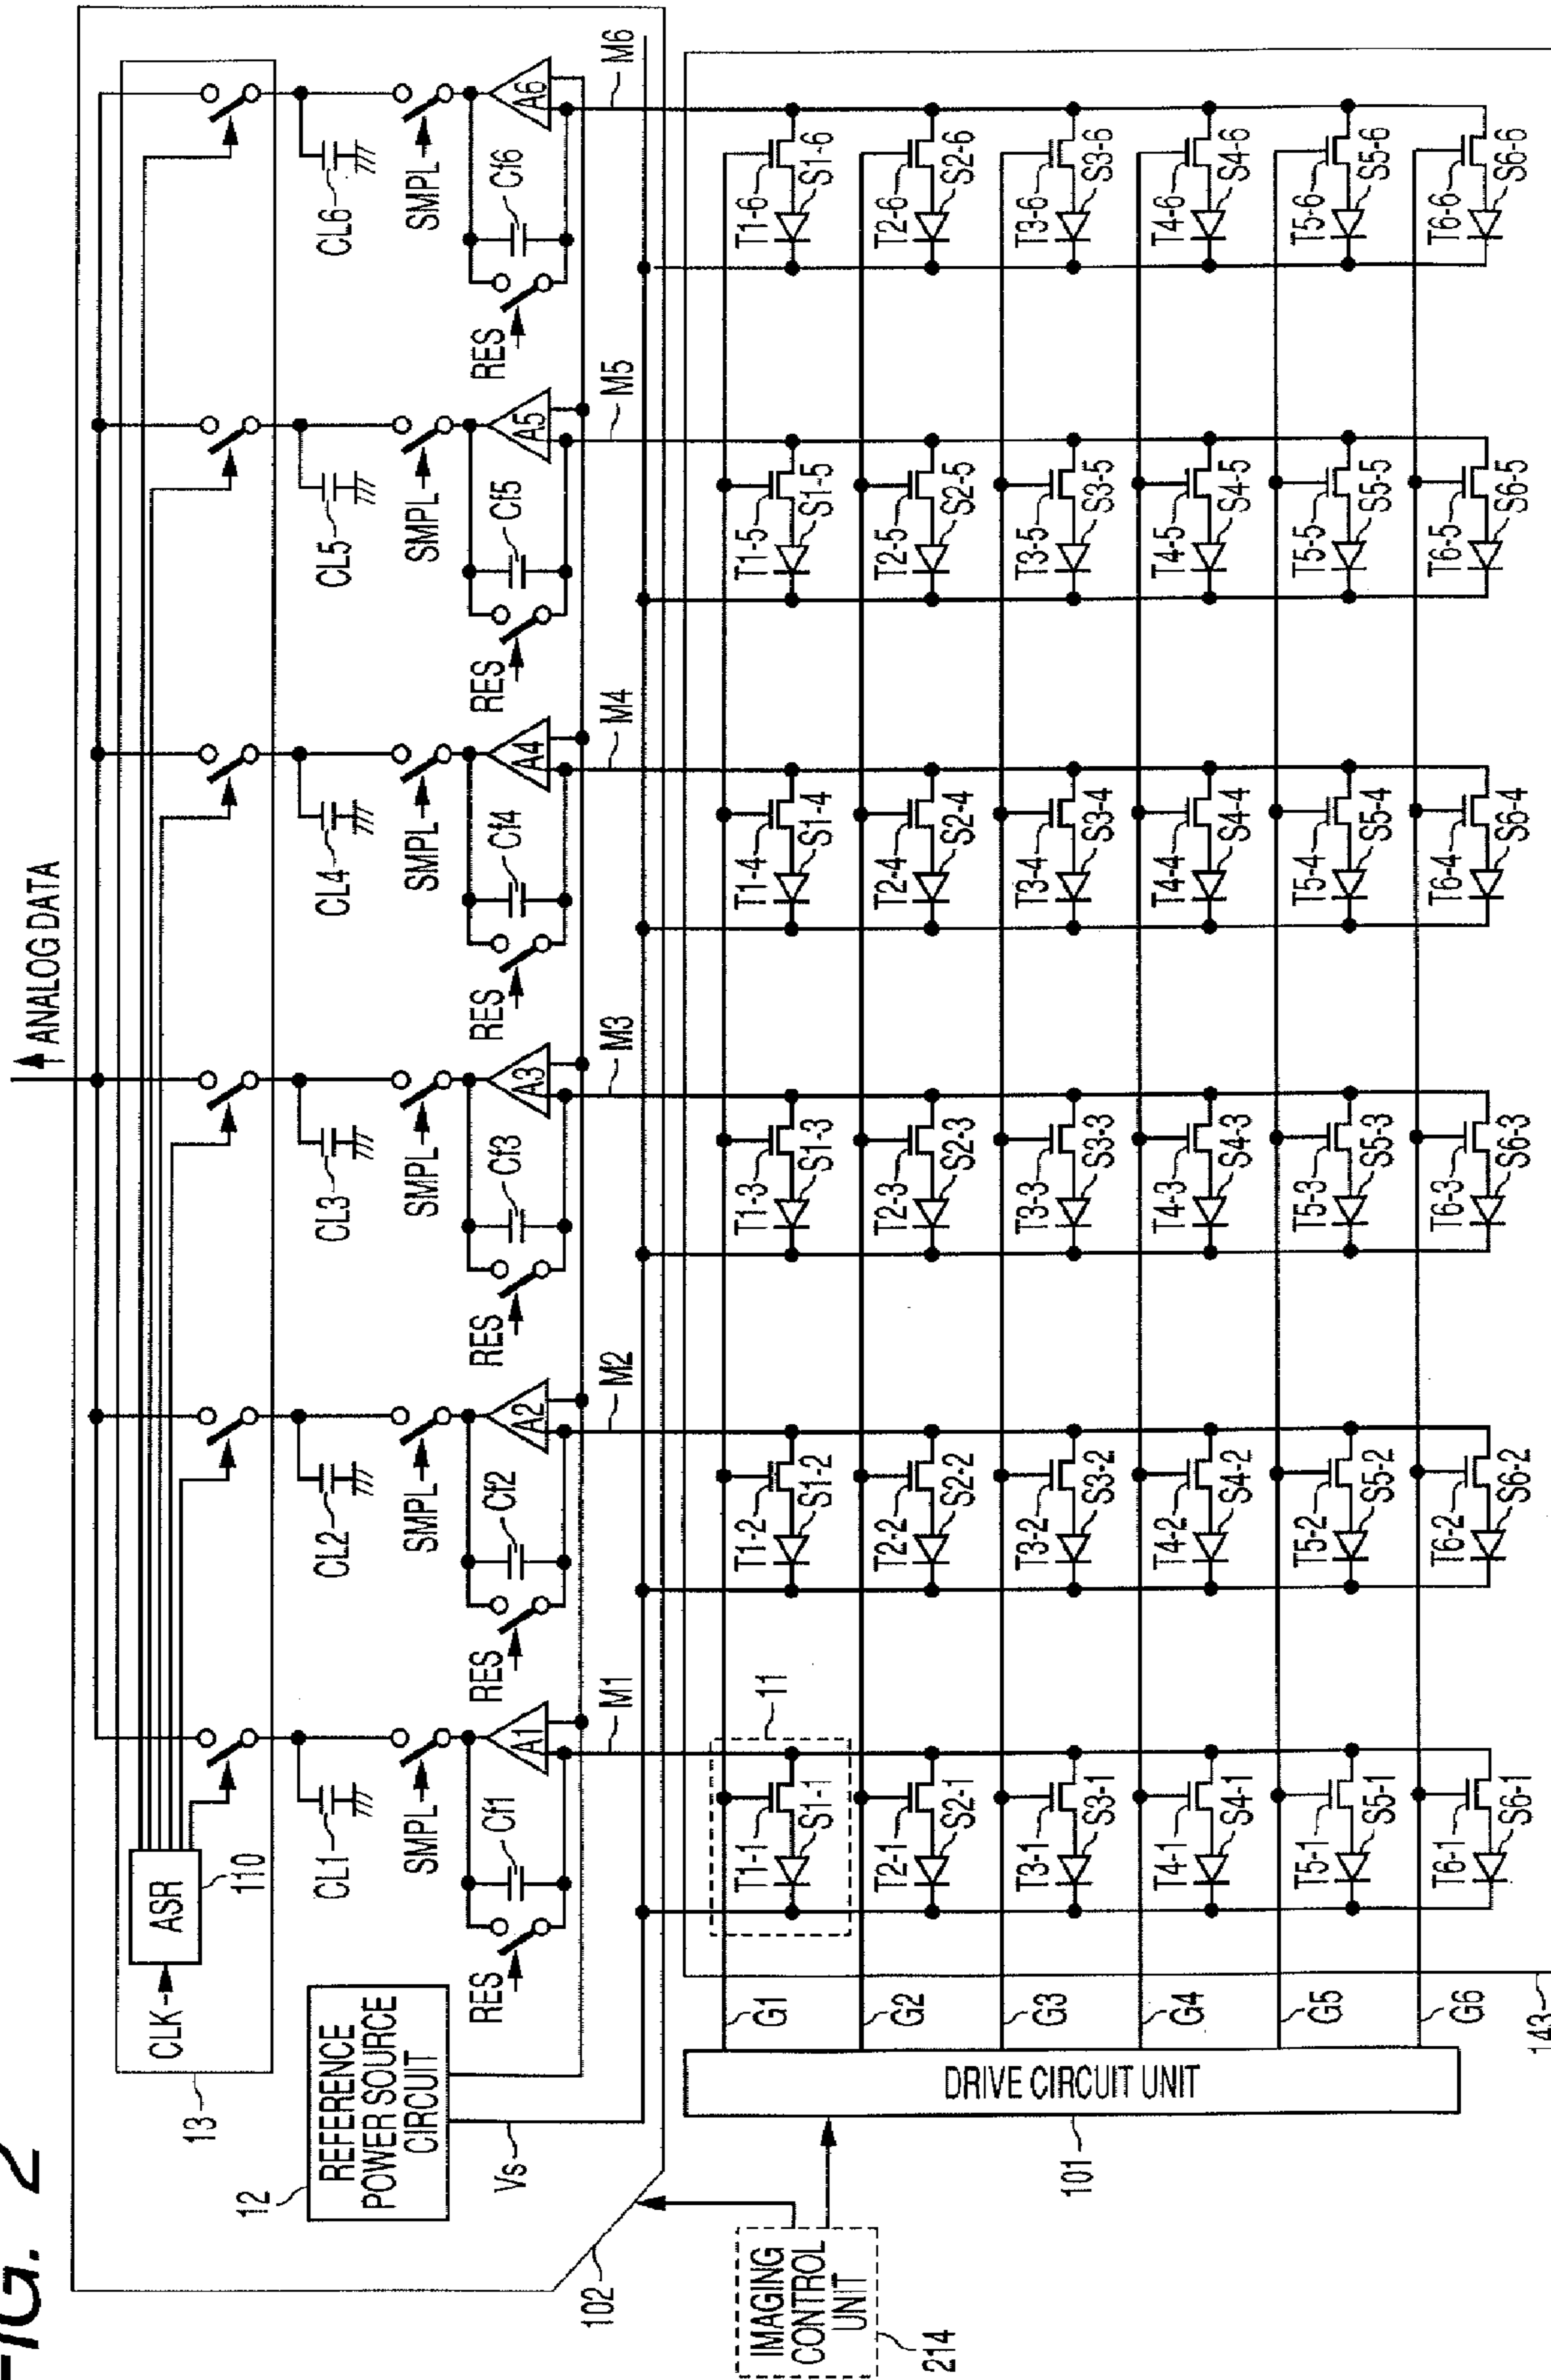 FIG. 2
ANALOG DATA
13
CLK
ASR
110
CL1
CL2
CL3
CL4
CL5
CL6
SMPL
SMPL
SMPL
SMPL
SMPL
SMPL
12
REFERENCE
POWER SOURCE
CIRCUIT
RES
Cf1
A1
RES
Cf2
A2
RES
Cf3
A3
RES
Cf4
A4
RES
Cf5
A5
RES
Cf6
A6
Vs
M1
M2
M3
M4
M5
M6
102
IMAGING
CONTROL
UNIT
214
101
DRIVE CIRCUIT UNIT
143
11
G1
T1-1
S1-1
T1-2
S1-2
T1-3
S1-3
T1-4
S1-4
T1-5
S1-5
T1-6
S1-6
G2
T2-1
S2-1
T2-2
S2-2
T2-3
S2-3
T2-4
S2-4
T2-5
S2-5
T2-6
S2-6
G3
T3-1
S3-1
T3-2
S3-2
T3-3
S3-3
T3-4
S3-4
T3-5
S3-5
T3-6
S3-6
G4
T4-1
S4-1
T4-2
S4-2
T4-3
S4-3
T4-4
S4-4
T4-5
S4-5
T4-6
S4-6
G5
T5-1
S5-1
T5-2
S5-2
T5-3
S5-3
T5-4
S5-4
T5-5
S5-5
T5-6
S5-6
G6
T6-1
S6-1
T6-2
S6-2
T6-3
S6-3
T6-4
S6-4
T6-5
S6-5
T6-6
S6-6